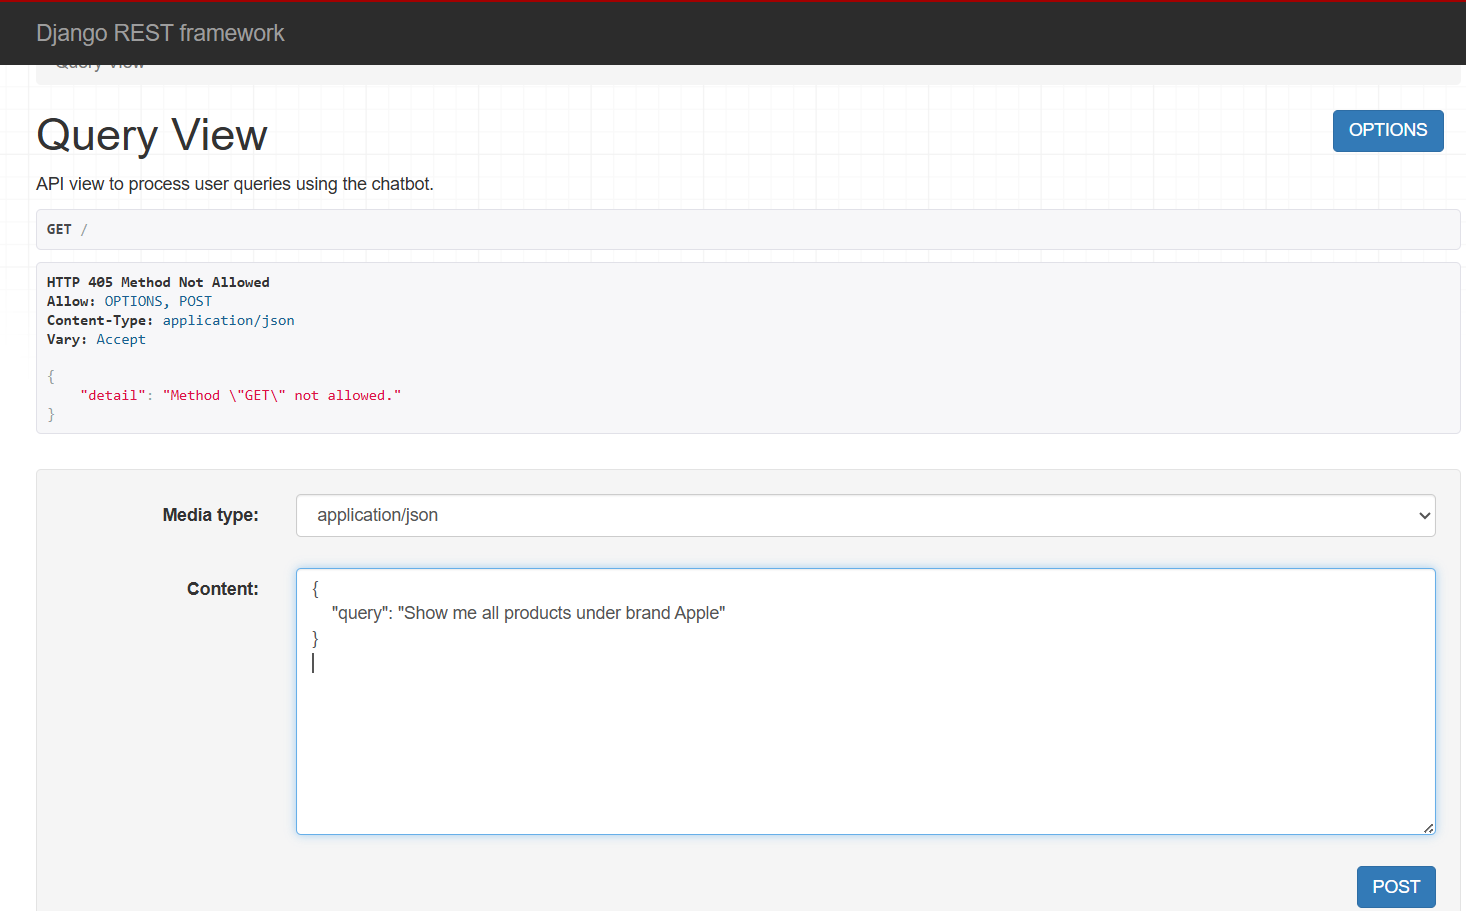 Django REST framework
Query View
Query View
OPTIONS
API view to process user queries using the chatbot.
GET /
HTTP 405 Method Not Allowed
Allow: OPTIONS, POST
Content-Type: application/json
Vary: Accept
{
    "detail": "Method \"GET\" not allowed."
}
Media type:
application/json
Content:
{
    "query": "Show me all products under brand Apple"
}
POST